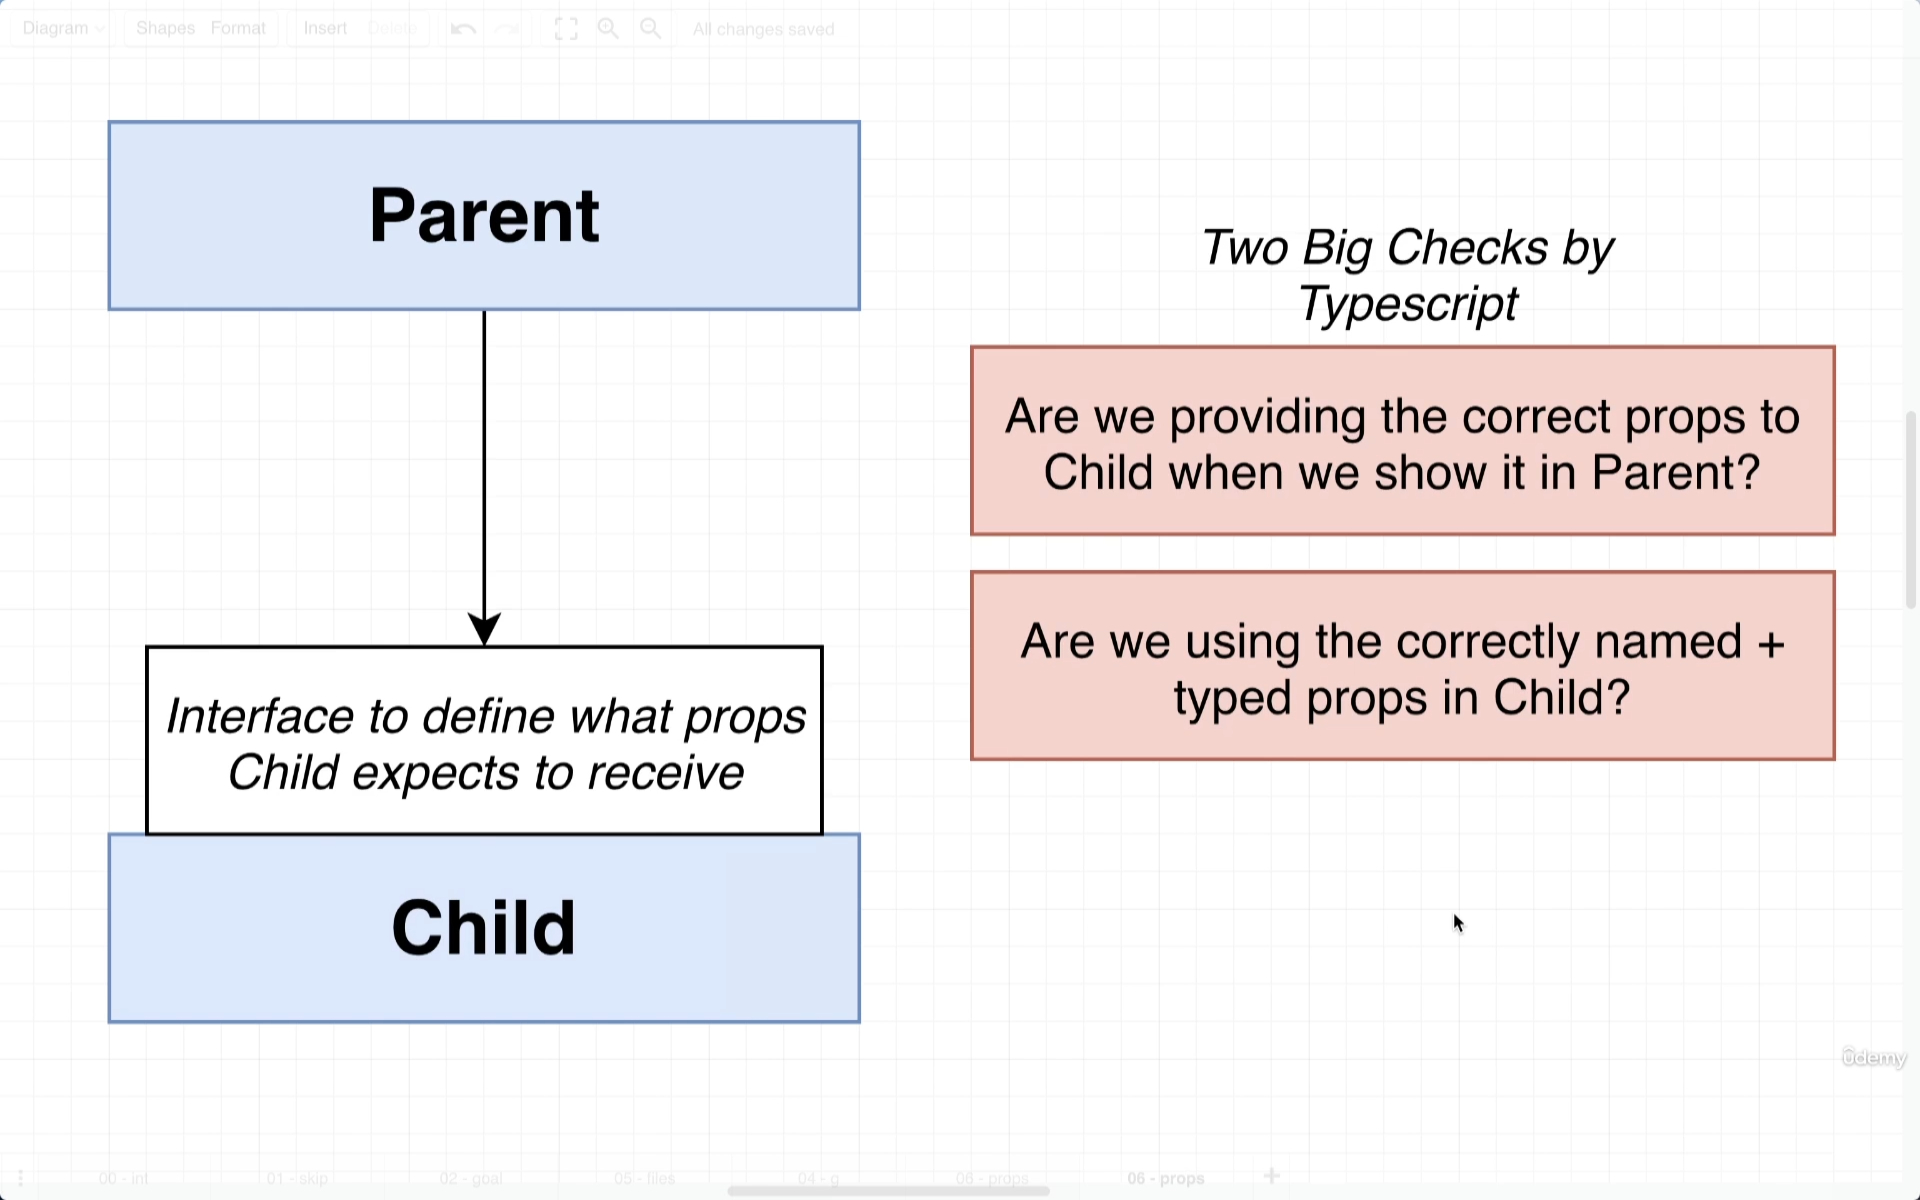 Diagram
Shapes
Format
Insert
Delete
All changes saved
Parent
Interface to define what props
Child expects to receive
Child
Two Big Checks by
Typescript
Are we providing the correct props to
Child when we show it in Parent?
Are we using the correctly named +
typed props in Child?
ûdemy
00 - int
01 - skip
02 - goal
05 - files
04 - g
06 - props
06 - props